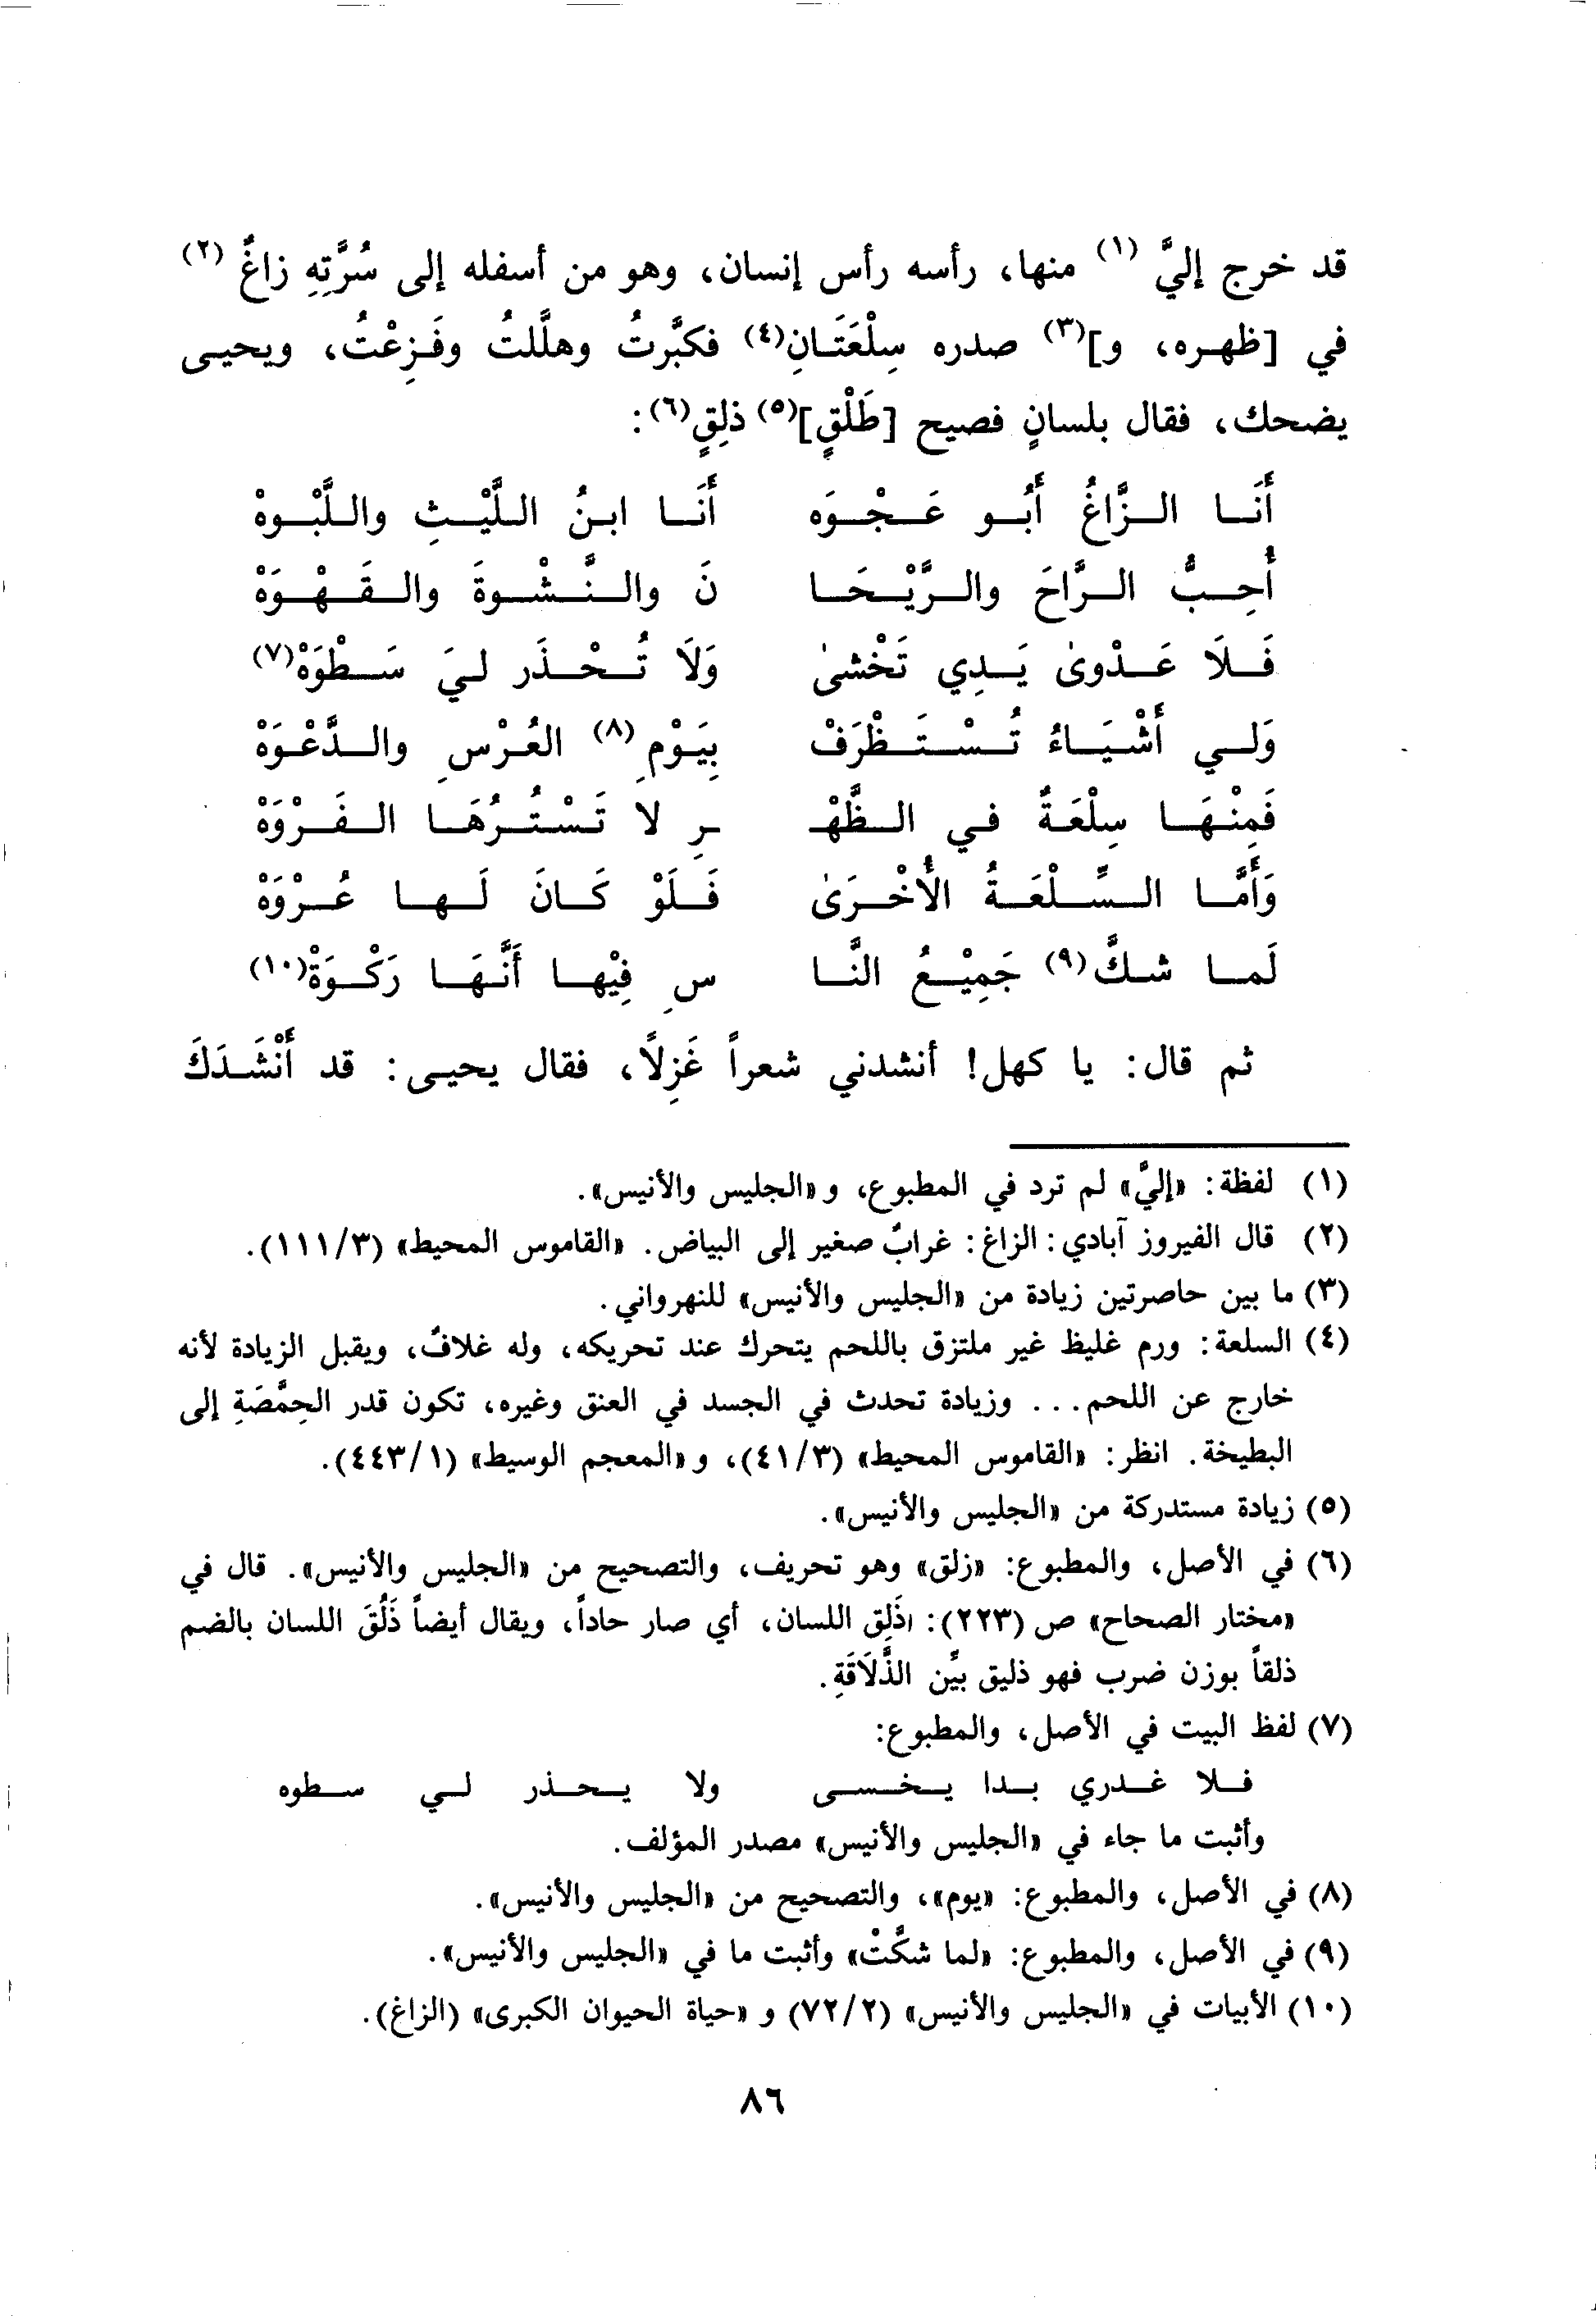 قد خرج إليَّ (١) منها، رأسه رأس إنسان، وهو من أسفله إلى سُرَّتِهِ زاغٌ (٢)
في [ظهره، و](٣) صدره سِلْعَتَانِ(٤) فكبَّرتُ وهلَّلتُ وفَزِعْتُ، ويحيى
يضحك، فقال بلسانٍ فصيح [طَلْقٍ](٥) ذلِقٍ(٦):
أَنَا الزَّاغُ أَبُو عَجْوَه أَنَا ابنُ اللَّيْثِ واللَّبْوهْ
أُحِبُّ الرَّاحَ والرَّيْحَا نَ والنَّشْوةَ والقَهْوَهْ
فَلَا عَدْوىٰ يَدِي تَخْشىٰ وَلَا تُحْذَر ليَ سَطْوَهْ(٧)
وَلي أَشْيَاءُ تُسْتَظْرَفْ بِيَوْمِ (٨) العُرْسِ والدَّعْوَهْ
فَمِنْهَا سِلْعَةٌ في الظَّهْـ ـرِ لا تَسْتُرُهَا الفَرْوَهْ
وَأَمَّا السِّلْعَةُ الأُخْرَىٰ فَلَوْ كَانَ لَها عُرْوَهْ
لَما شكَّ(٩) جَمِيْعُ النَّا سِ فِيْها أَنَّهَا رَكْوَةْ(١٠)
ثم قال: يا كهل! أنشدني شعراً غَزِلاً، فقال يحيى: قد أَنْشَدَكَ
(١) لفظة: «إليَّ» لم ترد في المطبوع، و«الجليس والأنيس».
(٢) قال الفيروز آبادي: الزاغ: غرابٌ صغير إلى البياض. «القاموس المحيط» (١١١/٣).
(٣) ما بين حاصرتين زيادة من «الجليس والأنيس» للنهرواني.
(٤) السلعة: ورم غليظ غير ملتزق باللحم يتحرك عند تحريكه، وله غلافٌ، ويقبل الزيادة لأنه
خارج عن اللحم... وزيادة تحدث في الجسد في العنق وغيره، تكون قدر الحِمَّصَةِ إلى
البطيخة. انظر: «القاموس المحيط» (٤١/٣)، و«المعجم الوسيط» (٤٤٣/١).
(٥) زيادة مستدركة من «الجليس والأنيس».
(٦) في الأصل، والمطبوع: «زلق» وهو تحريف، والتصحيح من «الجليس والأنيس». قال في
«مختار الصحاح» ص (٢٢٣): اذَلِق اللسان، أي صار حاداً، ويقال أيضاً ذَلُقَ اللسان بالضم
ذلقاً بوزن ضرب فهو ذليق بيِّن الذَّلَاقَةِ.
(٧) لفظ البيت في الأصل، والمطبوع:
فلا غدري بدا يخسى ولا يحذر لي سطوه
وأثبت ما جاء في «الجليس والأنيس» مصدر المؤلف.
(٨) في الأصل، والمطبوع: «يوم»، والتصحيح من «الجليس والأنيس».
(٩) في الأصل، والمطبوع: «لما شكَّتْ» وأثبت ما في «الجليس والأنيس».
(١٠) الأبيات في «الجليس والأنيس» (٧٢/٢) و«حياة الحيوان الكبرى» (الزاغ).
٨٦